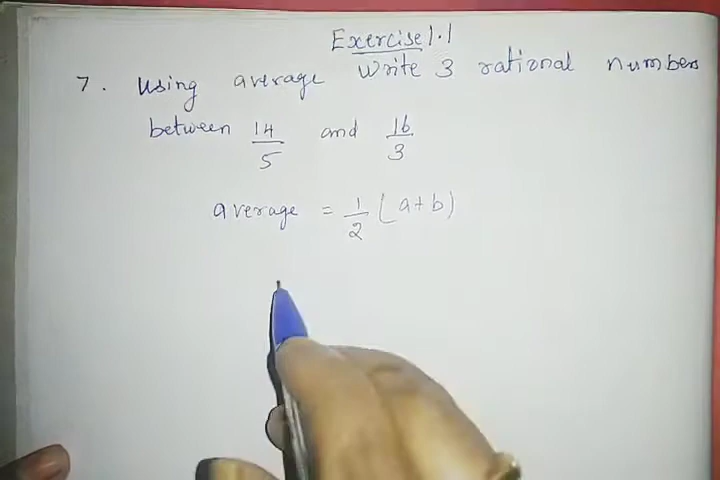 Exercise 1.1
7. Using average Write 3 rational numbers
between 14/5 and 16/3
average = 1/2 (a+b)